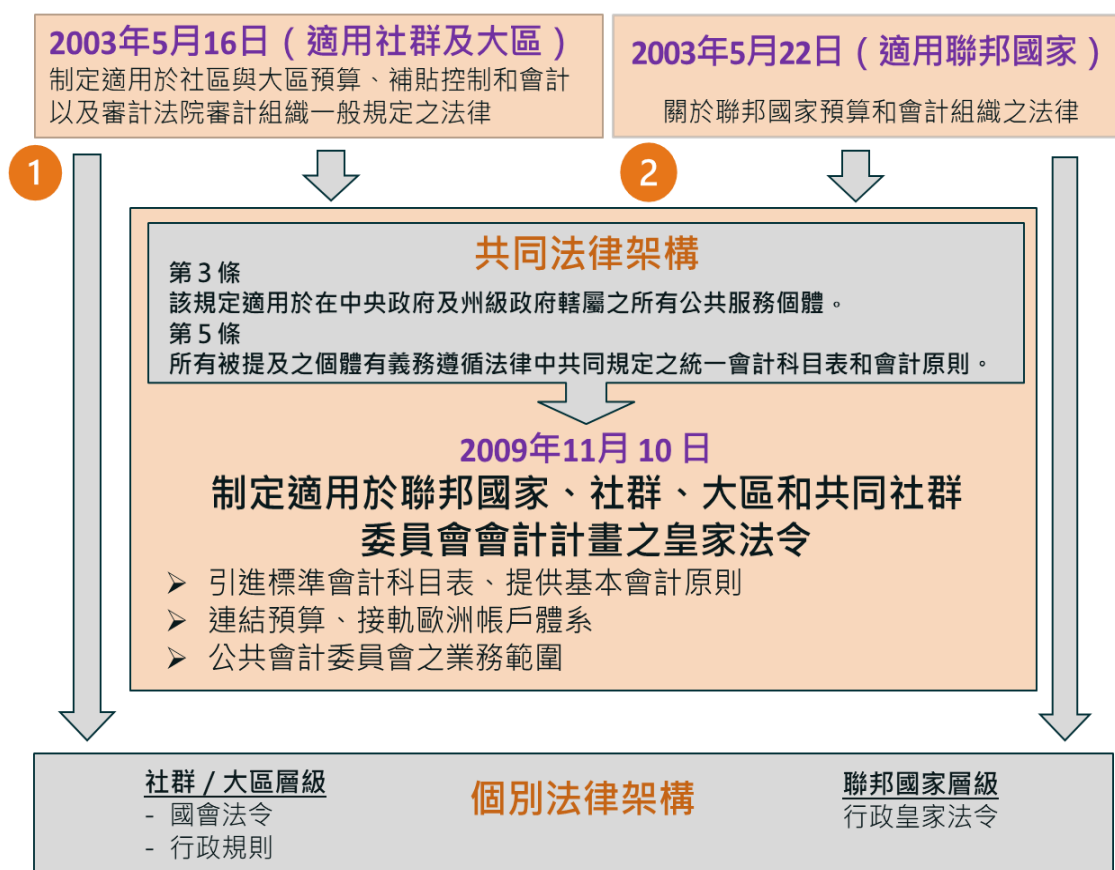 2003年5月16日（適用社群及大區）
制定適用於社區與大區預算、補貼控制和會計
以及審計法院審計組織一般規定之法律
2003年5月22日（適用聯邦國家）
關於聯邦國家預算和會計組織之法律
1
2
共同法律架構
第3條
該規定適用於在中央政府及州級政府轄屬之所有公共服務個體。
第5條
所有被提及之個體有義務遵循法律中共同規定之統一會計科目表和會計原則。
2009年11月10日
制定適用於聯邦國家、社群、大區和共同社群
委員會會計計畫之皇家法令
➤ 引進標準會計科目表、提供基本會計原則
➤ 連結預算、接軌歐洲帳戶體系
➤ 公共會計委員會之業務範圍
社群/大區層級
- 國會法令
- 行政規則
個別法律架構
聯邦國家層級
行政皇家法令